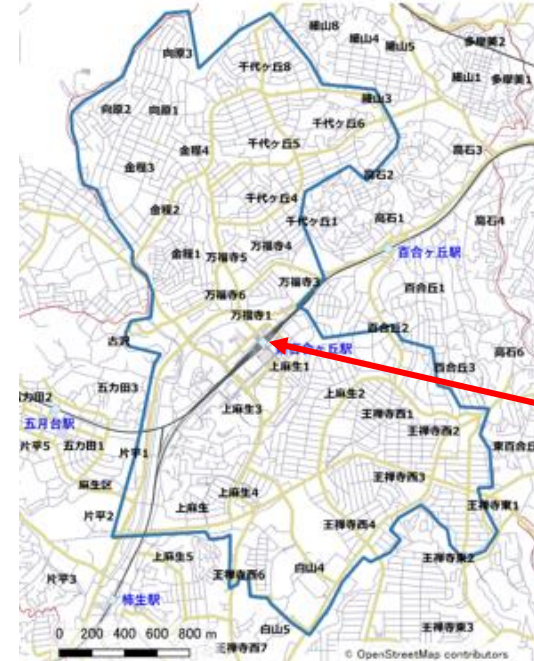 細山8
細山4
細山5
多摩美2
向原3
千代ヶ丘8
細山1
多摩美1
向原2
向原1
細山3
千代ヶ丘6
金程4
千代ヶ丘5
高石3
金程3
高石2
千代ヶ丘4
金程2
千代ヶ丘1
高石1
高石4
万福寺4
金程1
万福寺5
百合ヶ丘駅
万福寺3
百合丘1
万福寺6
万福寺1
百合丘2
古沢
百合ヶ丘駅
高石6
上麻生1
百合丘3
五力田3
上麻生2
力田2
上麻生3
王禅寺西1
五月台駅
王禅寺西2
片平5
五力田1
片平1
東百合丘
王禅寺西3
麻生区
上麻生4
上麻生
王禅寺東1
片平2
王禅寺西4
上麻生5
王禅寺東2
片平3
王禅寺西6
白山4
柿生駅
白山5
王禅寺東3
王禅寺西7
0 200 400 600 800 m
© OpenStreetMap contributors